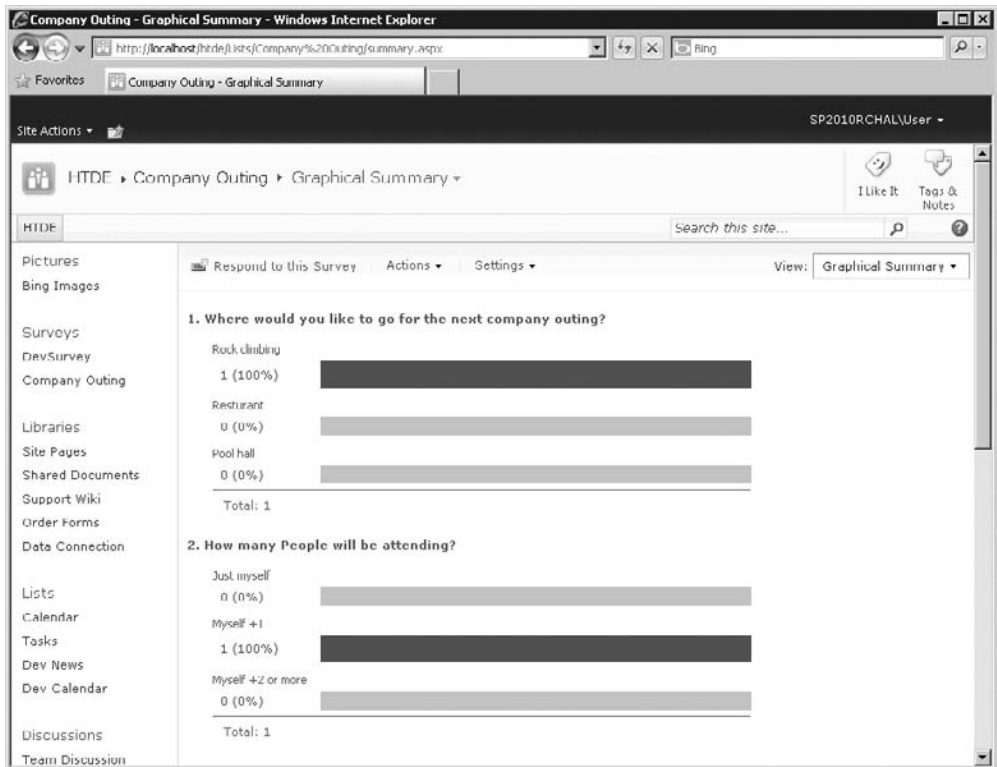 Company Outing - Graphical Summary - Windows Internet Explorer
http://localhost/htde/Lists/Company%20Outing/summary.aspx
Bing
Favorites
Company Outing - Graphical Summary
Site Actions
SP2010RCHAL\User
HTDE ▸ Company Outing ▸ Graphical Summary
I Like It
Tags &
Notes
HTDE
Search this site...
Pictures
Bing Images
Surveys
DevSurvey
Company Outing
Libraries
Site Pages
Shared Documents
Support Wiki
Order Forms
Data Connection
Lists
Calendar
Tasks
Dev News
Dev Calendar
Discussions
Team Discussion
Respond to this Survey Actions Settings
View: Graphical Summary
1. Where would you like to go for the next company outing?
Rock climbing
1 (100%)
Resturant
0 (0%)
Pool hall
0 (0%)
Total: 1
2. How many People will be attending?
Just myself
0 (0%)
Myself +1
1 (100%)
Myself +2 or more
0 (0%)
Total: 1